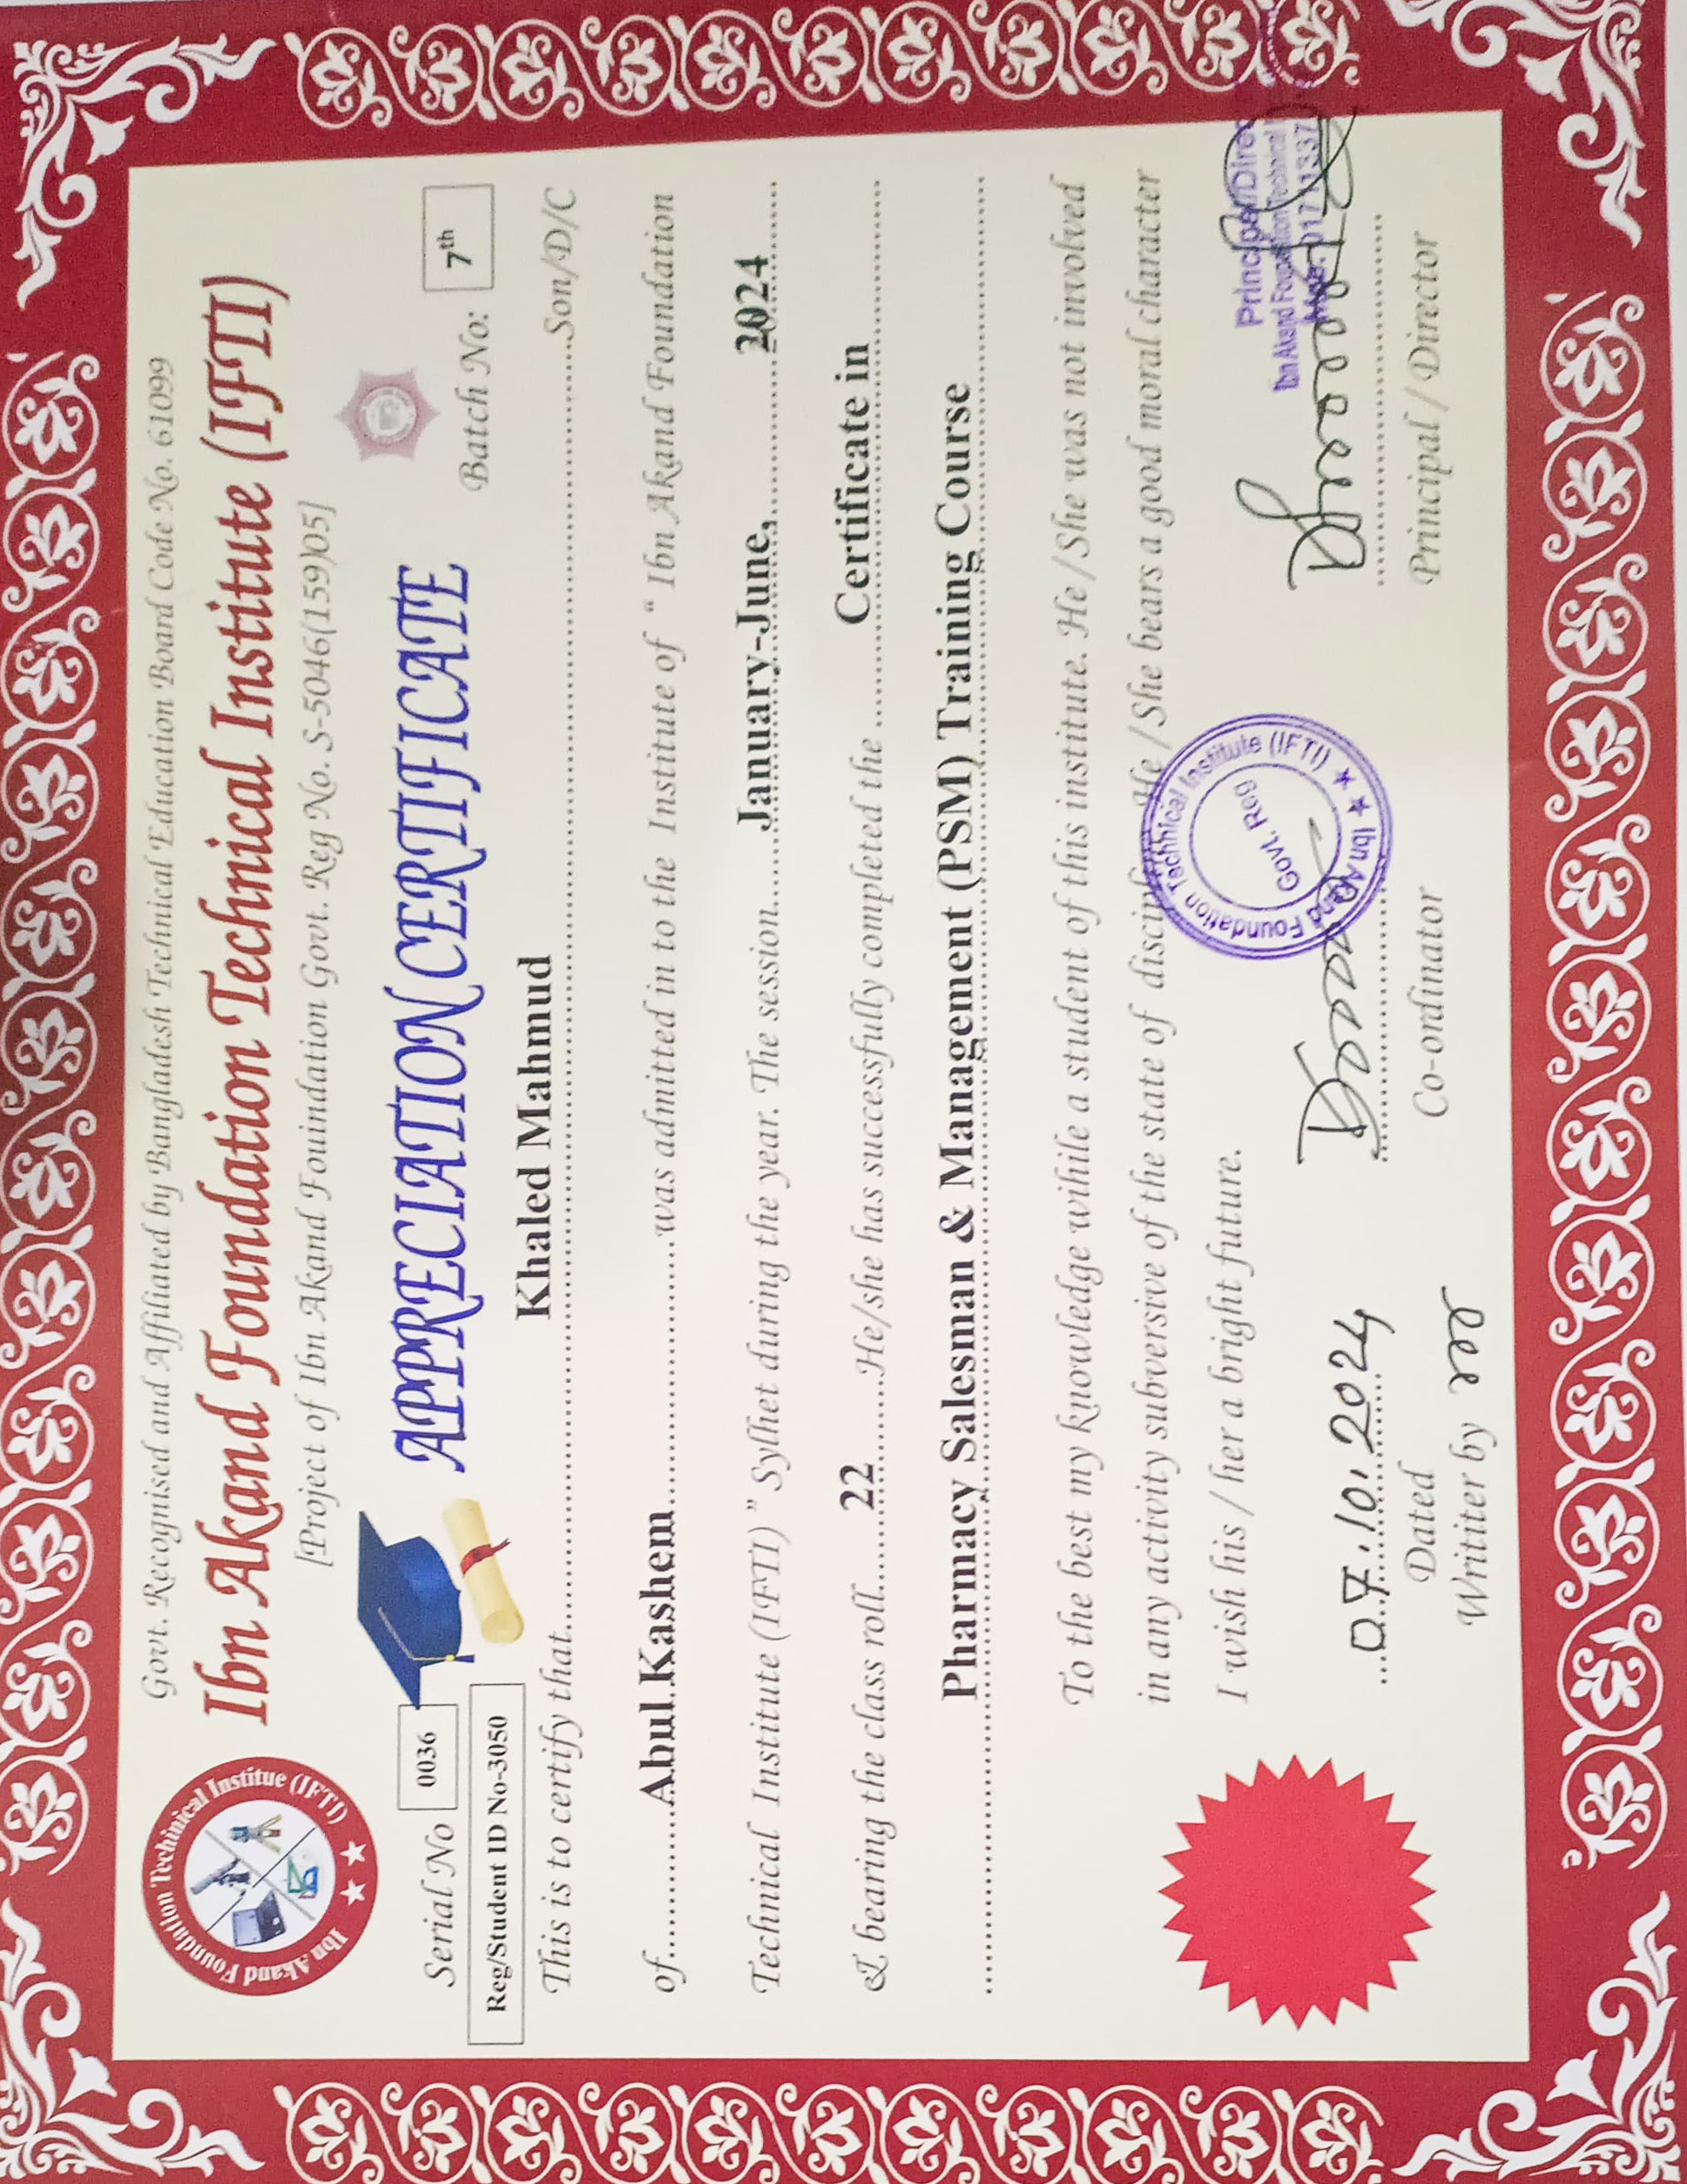 Govt. Recognised and Affiliated by Bangladesh Technical Education Board Code No. 61099
Ibn Akand Foundation Technical Institute (IFTI)
[Project of Ibn Akand Fouindation Govt. Reg No. S-5046(159)05]
Ibn Akand Foundation Techinical Institue (IFTI)
APPRECIATION CERTIFICATE
Serial No 0036
Batch No: 7th
Reg/Student ID No-3050
Khaled Mahmud
This is to certify that..........Son/D/C
of..........Abul Kashem..........was admitted in to the Institute of " Ibn Akand Foundation
Technical Institute (IFTI) " Sylhet during the year. The session......January-June,..........2024......
& bearing the class roll......22......He/she has successfully completed the ..........Certificate in..........
Pharmacy Salesman & Management (PSM) Training Course
To the best my knowledge wihile a student of this institute. He / She was not involved
in any activity subversive of the state of He / She bears a good moral character
I wish his / her a bright future.
Ibn Akand Foundation Technical Institute (IFTI)
Govt. Reg
Principal/
Ibn Akand Foundation Technical
07.10.2024
Dated
Writiter by
Co-ordinator
Principal / Director